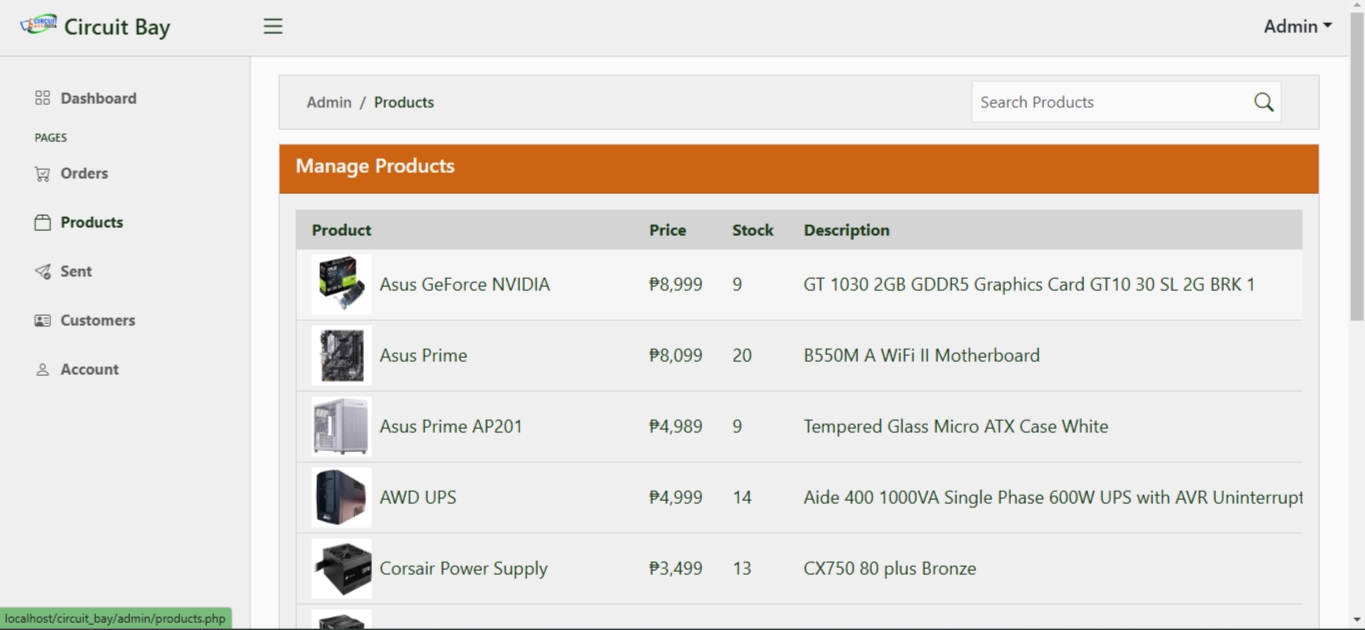 Circuit Bay
Admin
Dashboard
PAGES
Orders
Products
Sent
Customers
Account
Admin / Products
Search Products
Manage Products
Product Price Stock Description
Asus GeForce NVIDIA ₱8,999 9 GT 1030 2GB GDDR5 Graphics Card GT10 30 SL 2G BRK 1
Asus Prime ₱8,099 20 B550M A WiFi II Motherboard
Asus Prime AP201 ₱4,989 9 Tempered Glass Micro ATX Case White
AWD UPS ₱4,999 14 Aide 400 1000VA Single Phase 600W UPS with AVR Uninterrupt
Corsair Power Supply ₱3,499 13 CX750 80 plus Bronze
localhost/circuit_bay/admin/products.php